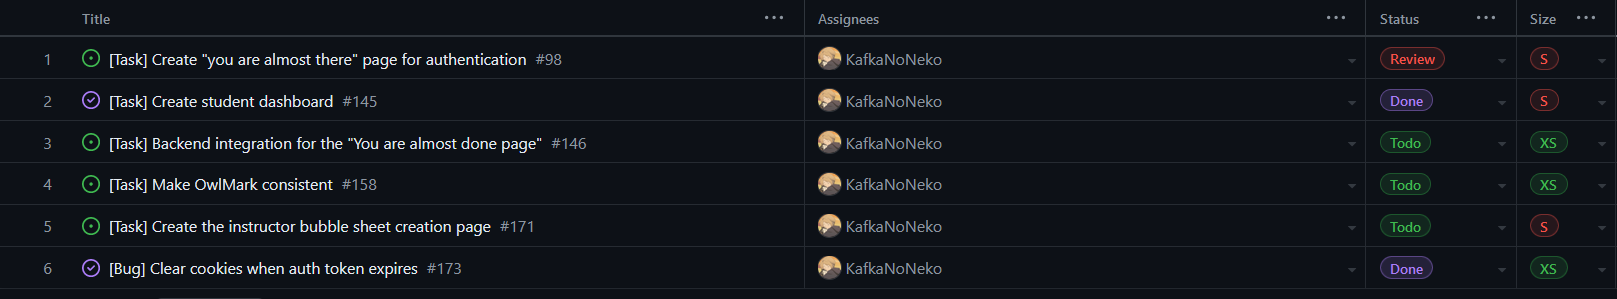 Title ... Assignees ... Status ... Size ...
1 [Task] Create "you are almost there" page for authentication #98 KafkaNoNeko Review S
2 [Task] Create student dashboard #145 KafkaNoNeko Done S
3 [Task] Backend integration for the "You are almost done page" #146 KafkaNoNeko Todo XS
4 [Task] Make OwlMark consistent #158 KafkaNoNeko Todo XS
5 [Task] Create the instructor bubble sheet creation page #171 KafkaNoNeko Todo S
6 [Bug] Clear cookies when auth token expires #173 KafkaNoNeko Done XS